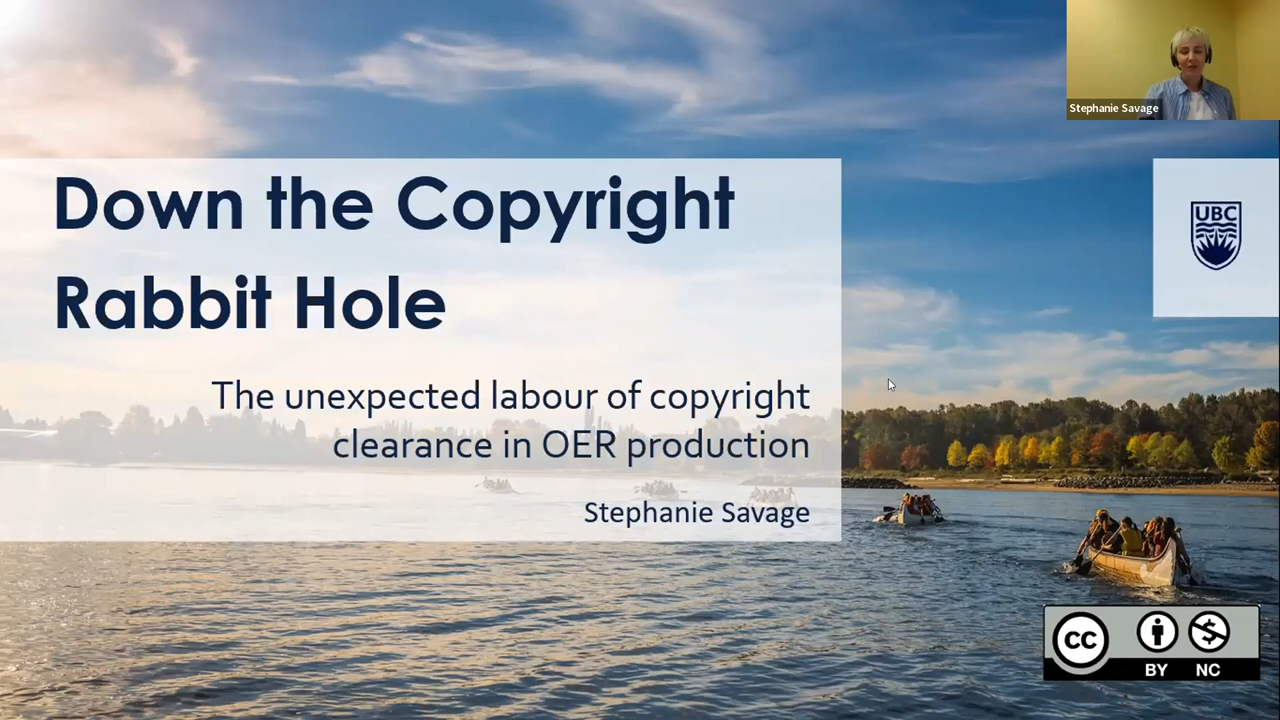 Stephanie Savage
Down the Copyright
Rabbit Hole
UBC
The unexpected labour of copyright
clearance in OER production
Stephanie Savage
CC
BY NC